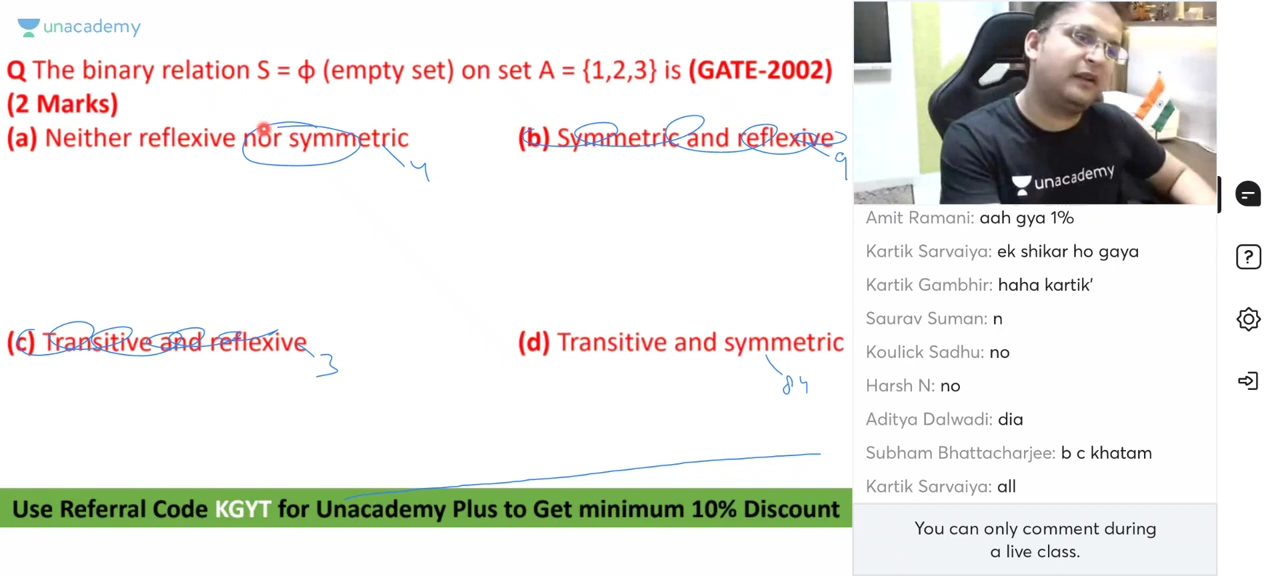 unacademy
Q The binary relation S = ф (empty set) on set A = {1,2,3} is (GATE-2002)
(2 Marks)
(a) Neither reflexive nor symmetric
(b) Symmetric and reflexive
4
9
(c) Transitive and reflexive
(d) Transitive and symmetric
3
84
Use Referral Code KGYT for Unacademy Plus to Get minimum 10% Discount
unacademy
Amit Ramani: aah gya 1%
Kartik Sarvaiya: ek shikar ho gaya
Kartik Gambhir: haha kartik'
Saurav Suman: n
Koulick Sadhu: no
Harsh N: no
Aditya Dalwadi: dia
Subham Bhattacharjee: b c khatam
Kartik Sarvaiya: all
You can only comment during
a live class.